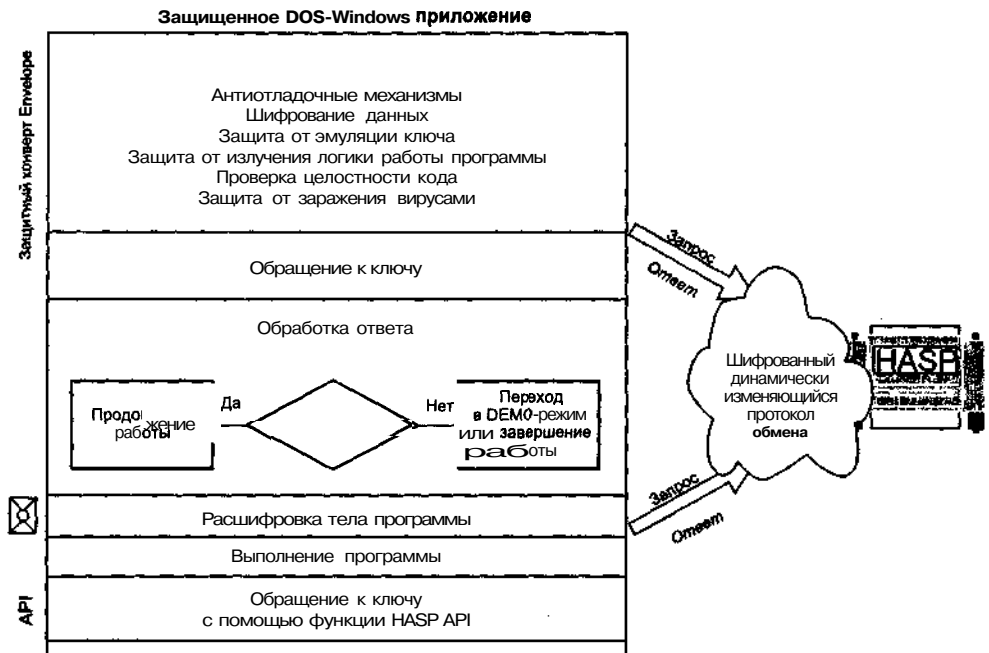 Защищенное DOS-Windows приложение
Защитный конверт Envelope
Антиотладочные механизмы
Шифрование данных
Защита от эмуляции ключа
Защита от излучения логики работы программы
Проверка целостности кода
Защита от заражения вирусами
Обращение к ключу
Запрос
Ответ
Обработка ответа
Продолжение
работы
Да
Нет
Переход
в DEMO-режим
или завершение
работы
Шифрованный
динамически
изменяющийся
протокол
обмена
HASP
Запрос
Ответ
Расшифровка тела программы
Выполнение программы
API
Обращение к ключу
с помощью функции HASP API